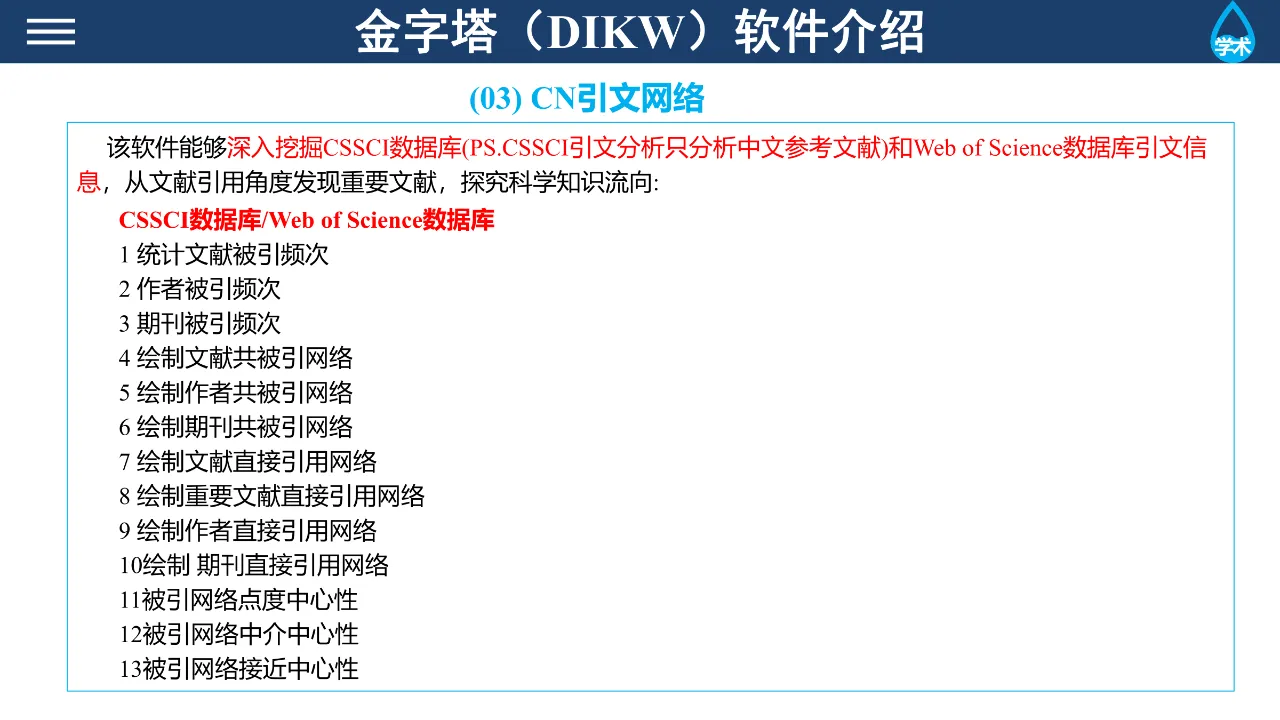 金字塔（DIKW）软件介绍
学术
(03) CN引文网络
该软件能够深入挖掘CSSCI数据库(PS.CSSCI引文分析只分析中文参考文献)和Web of Science数据库引文信
息，从文献引用角度发现重要文献，探究科学知识流向:
CSSCI数据库/Web of Science数据库
1 统计文献被引频次
2 作者被引频次
3 期刊被引频次
4 绘制文献共被引网络
5 绘制作者共被引网络
6 绘制期刊共被引网络
7 绘制文献直接引用网络
8 绘制重要文献直接引用网络
9 绘制作者直接引用网络
10绘制 期刊直接引用网络
11被引网络点度中心性
12被引网络中介中心性
13被引网络接近中心性